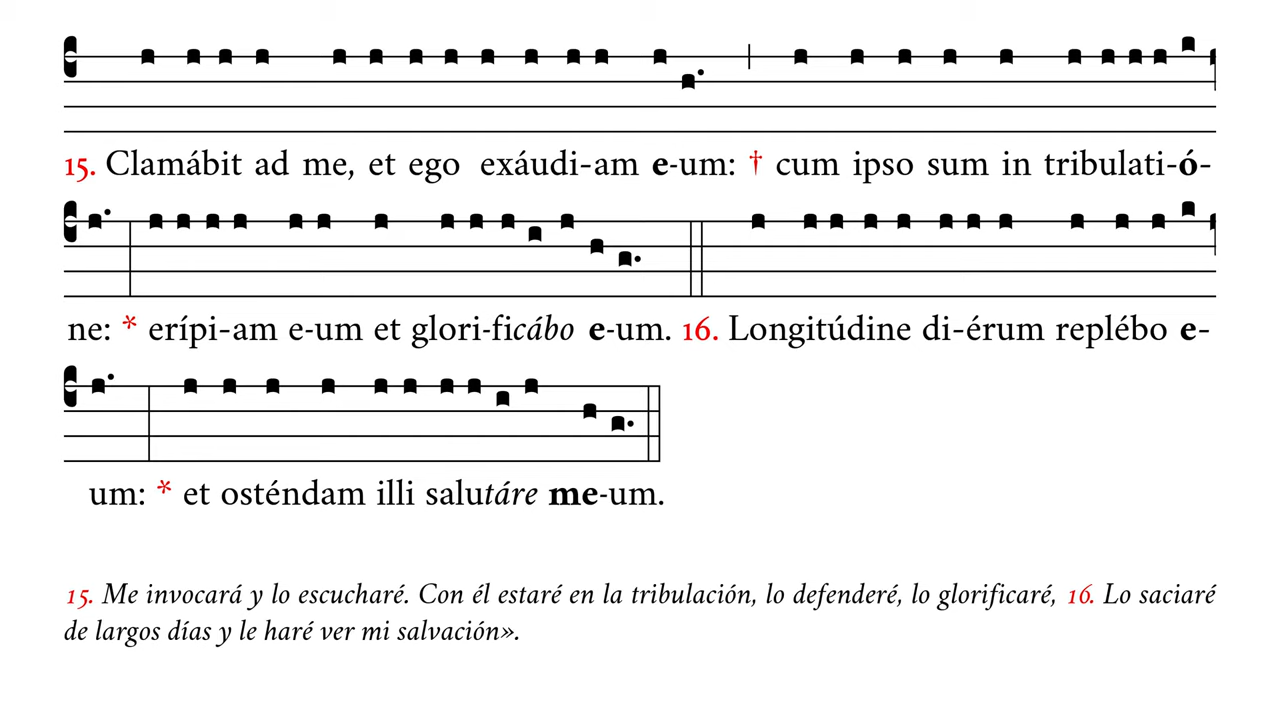 15. Clamábit ad me, et ego exáudi-am e-um: † cum ipso sum in tribulati-ó-
ne: * erípi-am e-um et glori-ficábo e-um. 16. Longitúdine di-érum replébo e-
um: * et osténdam illi salutáre me-um.
15. Me invocará y lo escucharé. Con él estaré en la tribulación, lo defenderé, lo glorificaré, 16. Lo saciaré
de largos días y le haré ver mi salvación».